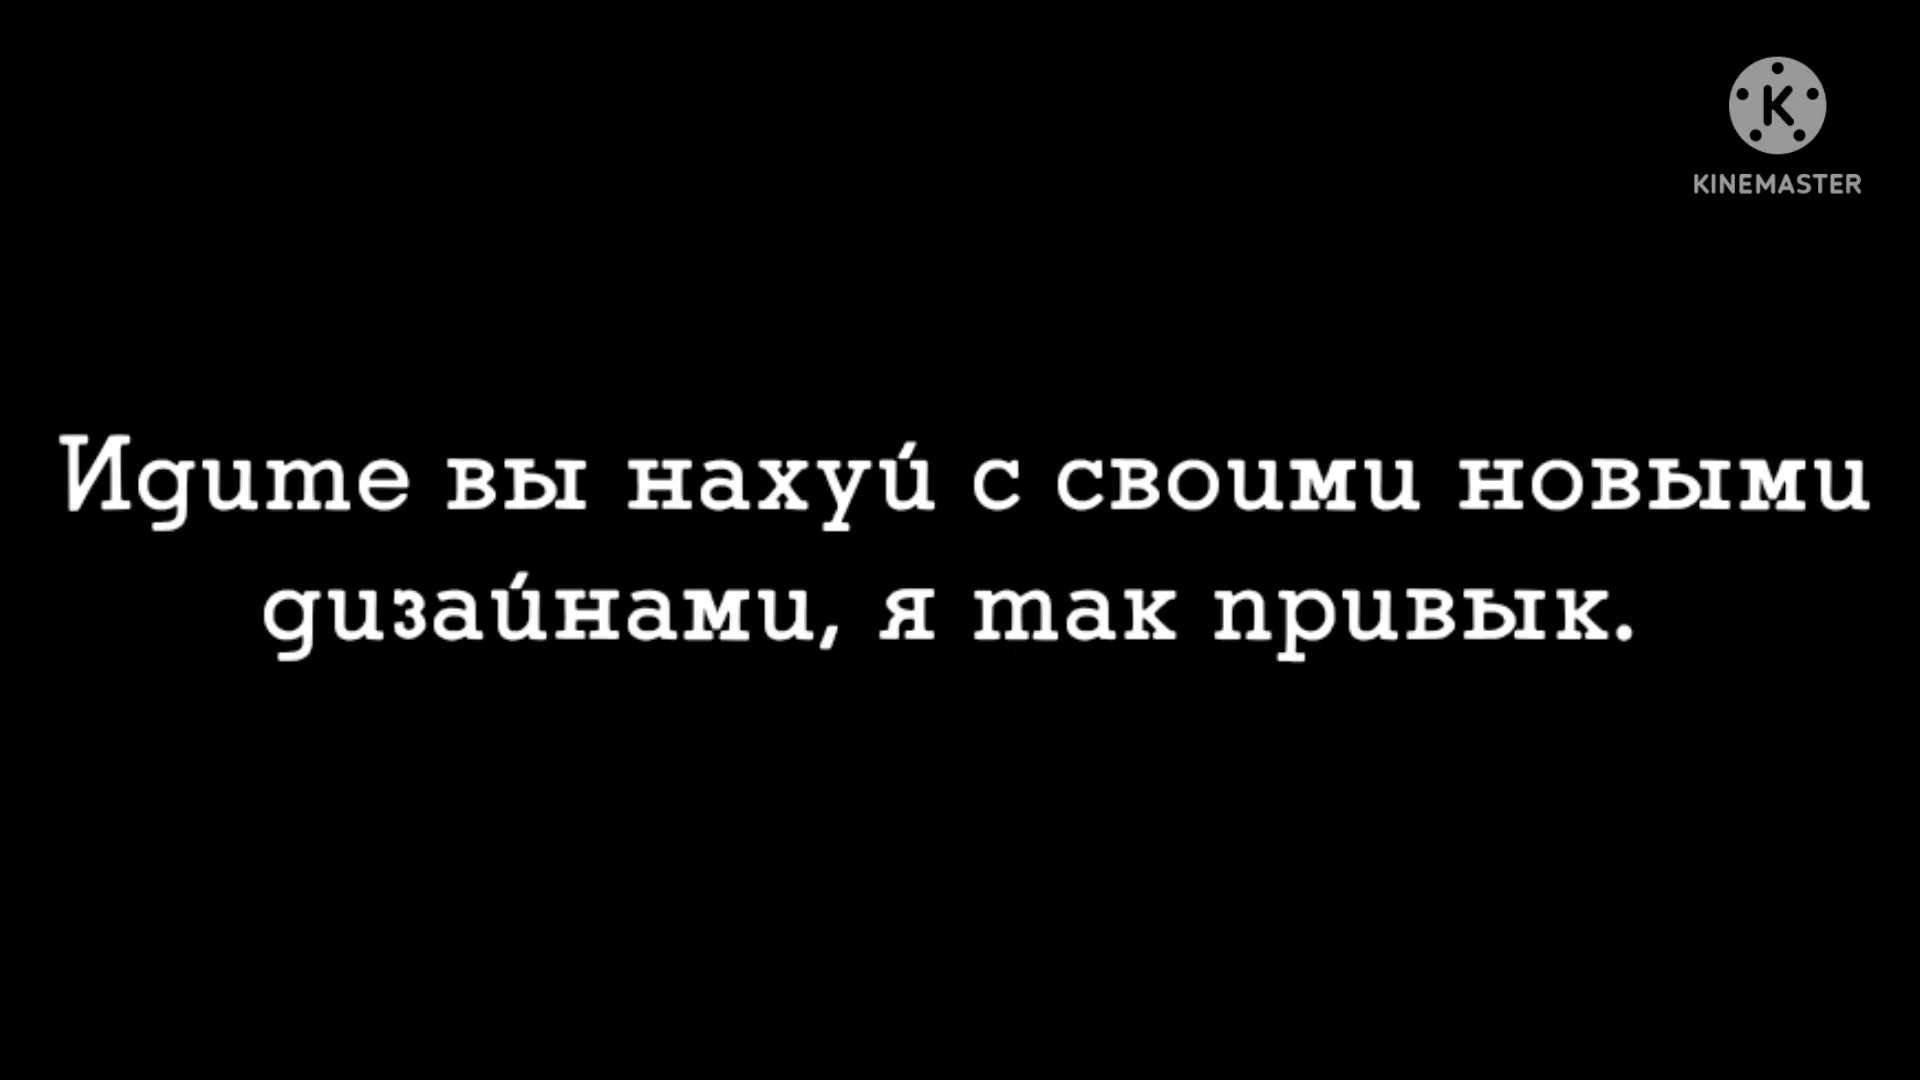 KINEMASTER
Идите вы нахуй с своими новыми
дизайнами, я так привык.